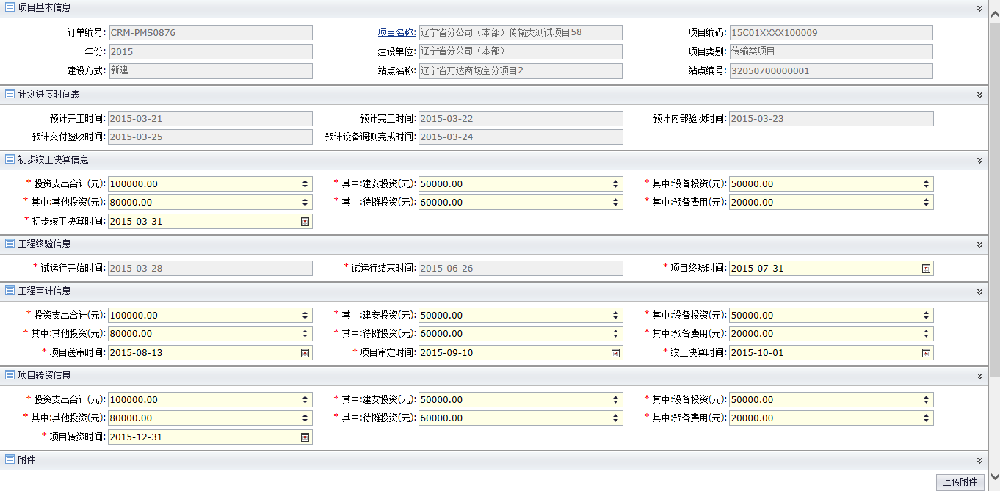 项目基本信息
订单编号: CRM-PMS0876 项目名称: 辽宁省分公司（本部）传输类测试项目58 项目编码: 15C01XXXX100009
年份: 2015 建设单位: 辽宁省分公司（本部） 项目类别: 传输类项目
建设方式: 新建 站点名称: 辽宁省万达商场室分项目2 站点编号: 32050700000001
计划进度时间表
预计开工时间: 2015-03-21 预计完工时间: 2015-03-22 预计内部验收时间: 2015-03-23
预计交付验收时间: 2015-03-25 预计设备调测完成时间: 2015-03-24
初步竣工决算信息
* 投资支出合计(元): 100000.00 * 其中:建安投资(元): 50000.00 * 其中:设备投资(元): 50000.00
* 其中:其他投资(元): 80000.00 * 其中:待摊投资(元): 60000.00 * 其中:预备费用(元): 20000.00
* 初步竣工决算时间: 2015-03-31
工程终验信息
* 试运行开始时间: 2015-03-28 * 试运行结束时间: 2015-06-26 * 项目终验时间: 2015-07-31
工程审计信息
* 投资支出合计(元): 100000.00 * 其中:建安投资(元): 50000.00 * 其中:设备投资(元): 50000.00
* 其中:其他投资(元): 80000.00 * 其中:待摊投资(元): 60000.00 * 其中:预备费用(元): 20000.00
* 项目送审时间: 2015-08-13 * 项目审定时间: 2015-09-10 * 竣工决算时间: 2015-10-01
项目转资信息
* 投资支出合计(元): 100000.00 * 其中:建安投资(元): 50000.00 * 其中:设备投资(元): 50000.00
* 其中:其他投资(元): 80000.00 * 其中:待摊投资(元): 60000.00 * 其中:预备费用(元): 20000.00
* 项目转资时间: 2015-12-31
附件
上传附件